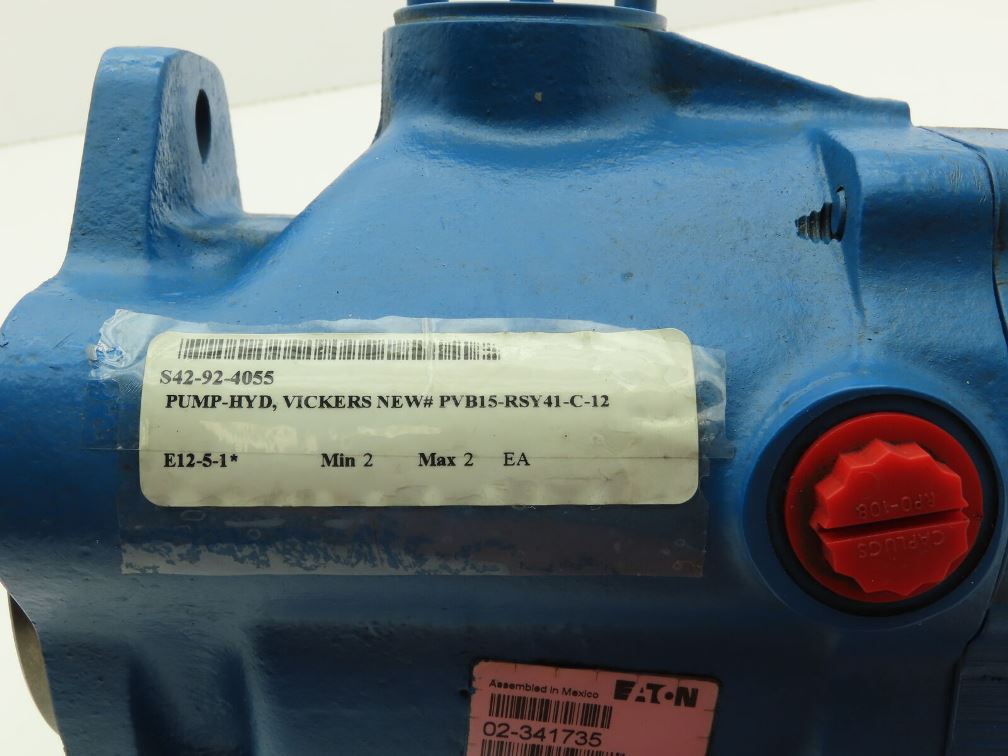 S42-92-4055
PUMP-HYD, VICKERS NEW# PVB15-RSY41-C-12
E12-5-1* Min 2 Max 2 EA
RPO-108
CAPLUGS
Assembled in Mexico EATON
02-341735